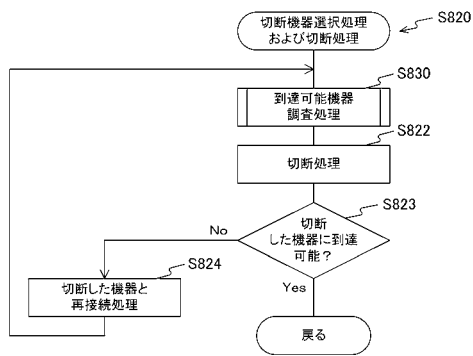 切断機器選択処理
および切断処理
S820
S830
到達可能機器
調査処理
S822
切断処理
S823
切断
した機器に到達
可能?
No
Yes
S824
切断した機器と
再接続処理
戻る